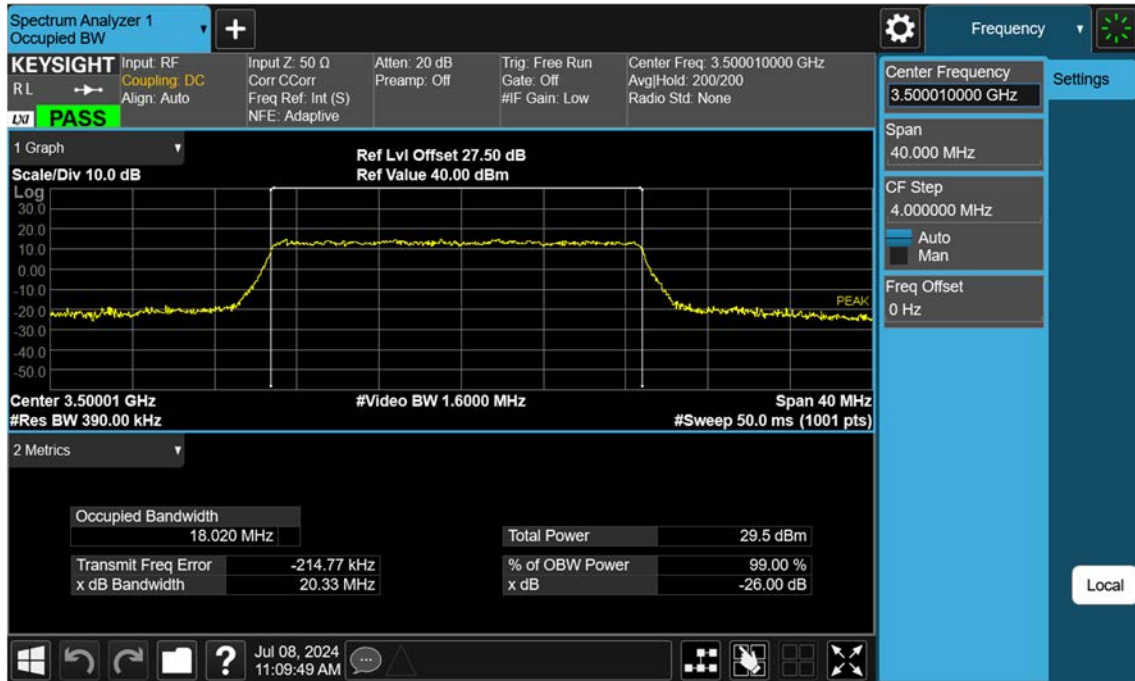 Spectrum Analyzer 1
Occupied BW
+
Frequency
KEYSIGHT
RL
LXI
PASS
Input: RF
Coupling: DC
Align: Auto
Input Z: 50 Ω
Corr CCorr
Freq Ref: Int (S)
NFE: Adaptive
Atten: 20 dB
Preamp: Off
Trig: Free Run
Gate: Off
#IF Gain: Low
Center Freq: 3.500010000 GHz
Avg|Hold: 200/200
Radio Std: None
1 Graph
Scale/Div 10.0 dB
Ref Lvl Offset 27.50 dB
Ref Value 40.00 dBm
Log
30.0
20.0
10.0
0.00
-10.0
-20.0
-30.0
-40.0
-50.0
PEAK
Center 3.50001 GHz
#Video BW 1.6000 MHz
Span 40 MHz
#Res BW 390.00 kHz
#Sweep 50.0 ms (1001 pts)
2 Metrics
Occupied Bandwidth
18.020 MHz
Total Power 29.5 dBm
Transmit Freq Error -214.77 kHz
% of OBW Power 99.00 %
x dB Bandwidth 20.33 MHz
x dB -26.00 dB
Center Frequency
3.500010000 GHz
Settings
Span
40.000 MHz
CF Step
4.000000 MHz
Auto
Man
Freq Offset
0 Hz
Local
?
Jul 08, 2024
11:09:49 AM